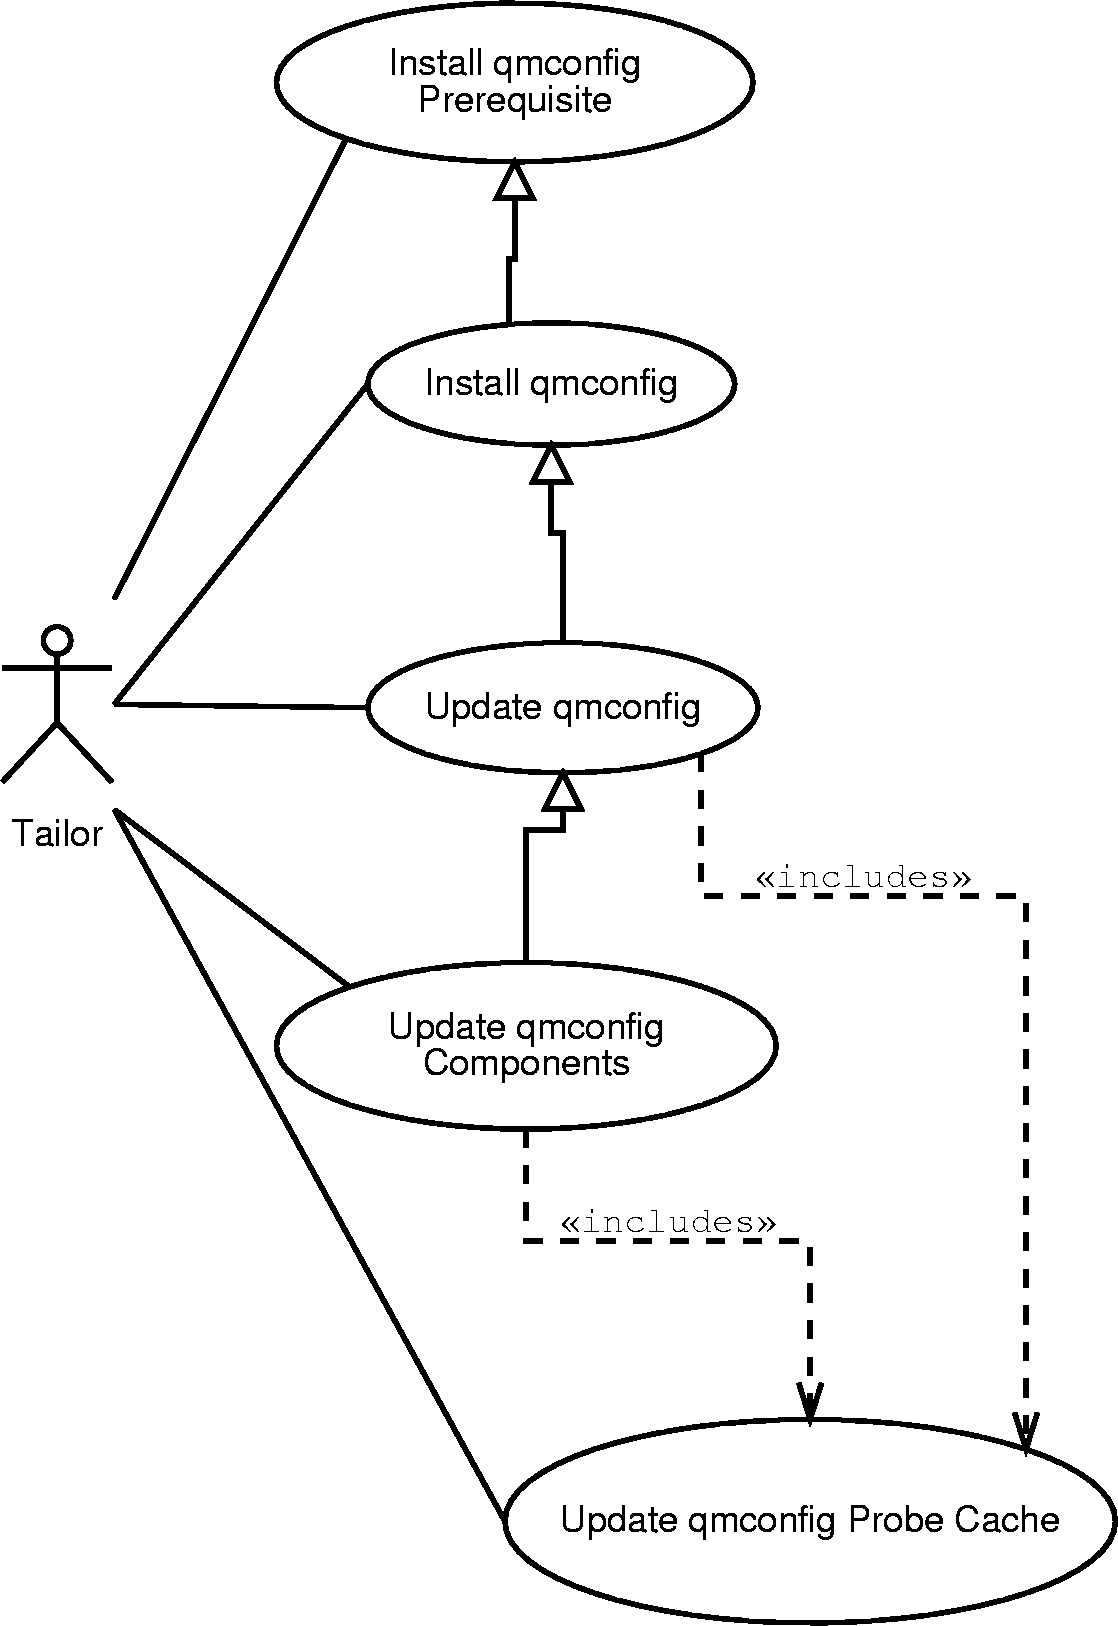 Install qmconfig
Prerequisite
Install qmconfig
Update qmconfig
Tailor
«includes»
Update qmconfig
Components
«includes»
Update qmconfig Probe Cache